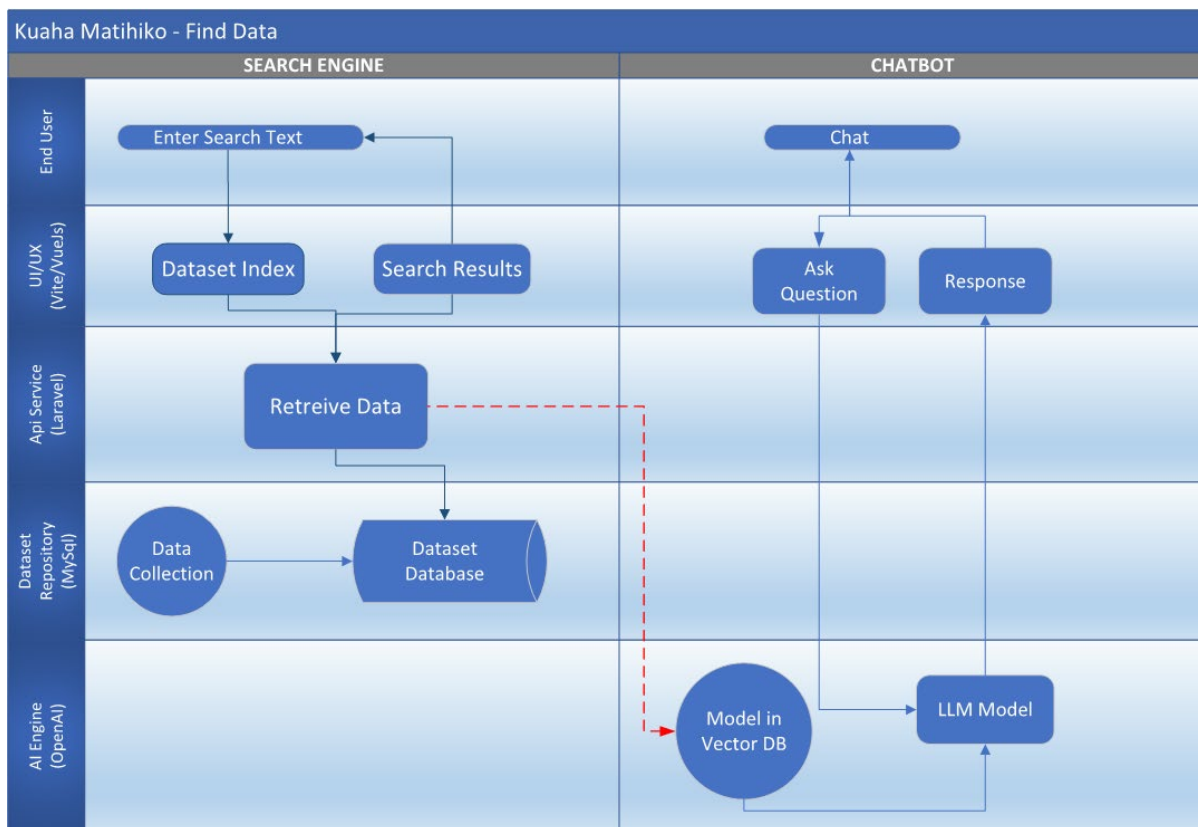 Kuaha Matihiko - Find Data
SEARCH ENGINE
CHATBOT
End User
Enter Search Text
Chat
UI/UX
(Vite/VueJs)
Dataset Index
Search Results
Ask
Question
Response
Api Service
(Laravel)
Retreive Data
Dataset
Repository
(MySql)
Data
Collection
Dataset
Database
AI Engine
(OpenAI)
Model in
Vector DB
LLM Model